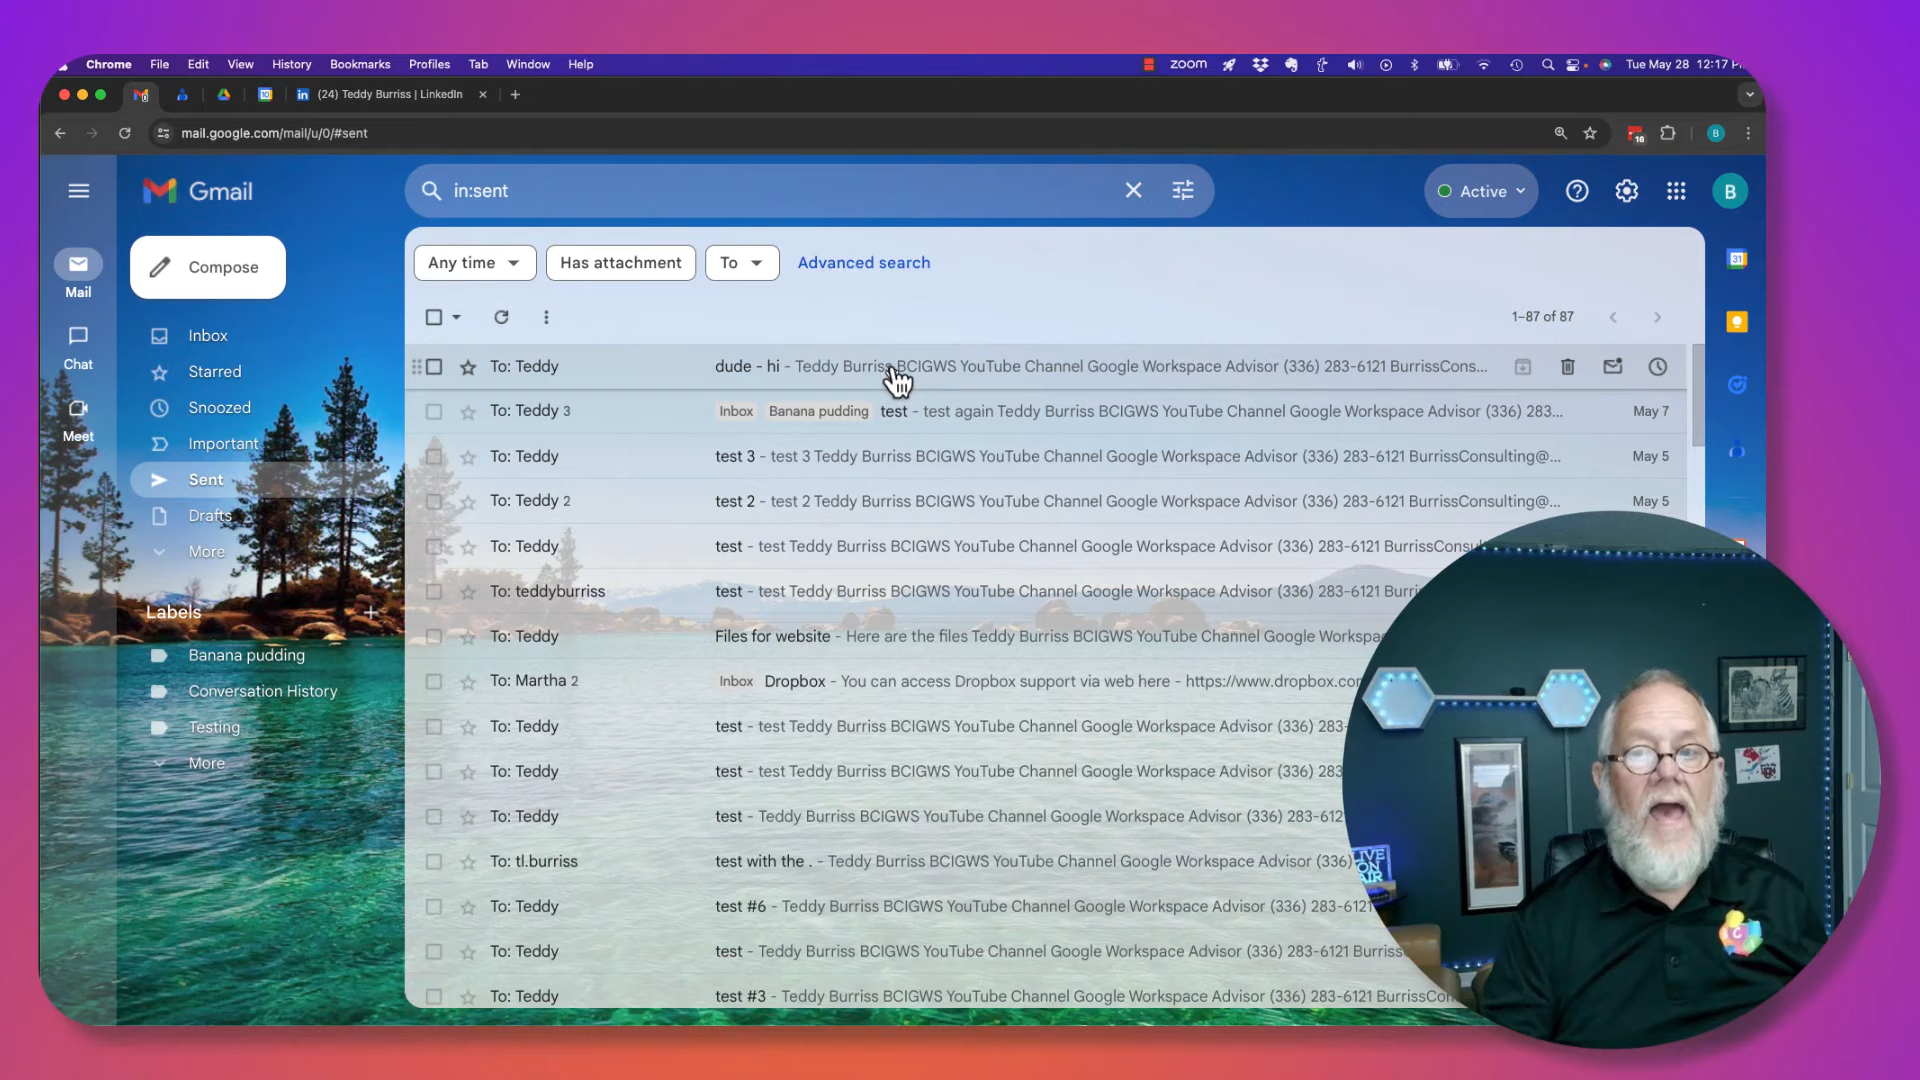 Chrome File Edit View History Bookmarks Profiles Tab Window Help zoom Tue May 28 12:17
(24) Teddy Burriss | LinkedIn
mail.google.com/mail/u/0/#sent 16 B
Gmail in:sent Active B
Compose
Any time Has attachment To Advanced search
31
Mail
1–87 of 87
Inbox
Chat
Starred
To: Teddy dude - hi - Teddy Burriss BCIGWS YouTube Channel Google Workspace Advisor (336) 283-6121 BurrissCons...
Snoozed
To: Teddy 3 Inbox Banana pudding test - test again Teddy Burriss BCIGWS YouTube Channel Google Workspace Advisor (336) 283... May 7
Meet
Important
To: Teddy test 3 - test 3 Teddy Burriss BCIGWS YouTube Channel Google Workspace Advisor (336) 283-6121 BurrissConsulting@... May 5
Sent
To: Teddy 2 test 2 - test 2 Teddy Burriss BCIGWS YouTube Channel Google Workspace Advisor (336) 283-6121 BurrissConsulting@... May 5
Drafts 2
To: Teddy test - test Teddy Burriss BCIGWS YouTube Channel Google Workspace Advisor (336) 283-6121
More
To: teddyburriss test - test Teddy Burriss BCIGWS YouTube Channel Google Workspace Advisor (336) 283-6121
Labels
To: Teddy Files for website - Here are the files Teddy Burriss BCIGWS YouTube Channel Google
Banana pudding
To: Martha 2 Inbox Dropbox - You can access Dropbox support via web here - https://www.dropbox.com
Conversation History
To: Teddy test - test Teddy Burriss BCIGWS YouTube Channel Google Workspace Advisor (336) 283
Testing
More
To: Teddy test - test Teddy Burriss BCIGWS YouTube Channel Google Workspace Advisor (336) 283
To: Teddy test - Teddy Burriss BCIGWS YouTube Channel Google Workspace Advisor (336) 283-612
To: tl.burriss test with the . - Teddy Burriss BCIGWS YouTube Channel Google Workspace Advisor (336)
LIVE ON AIR
To: Teddy test #6 - Teddy Burriss BCIGWS YouTube Channel Google Workspace Advisor (336) 283-6121
C
To: Teddy test - Teddy Burriss BCIGWS YouTube Channel Google Workspace Advisor (336) 283-6121 Burriss
To: Teddy test #3 - Teddy Burriss BCIGWS YouTube Channel Google Workspace Advisor (336) 283-6121 BurrissCon